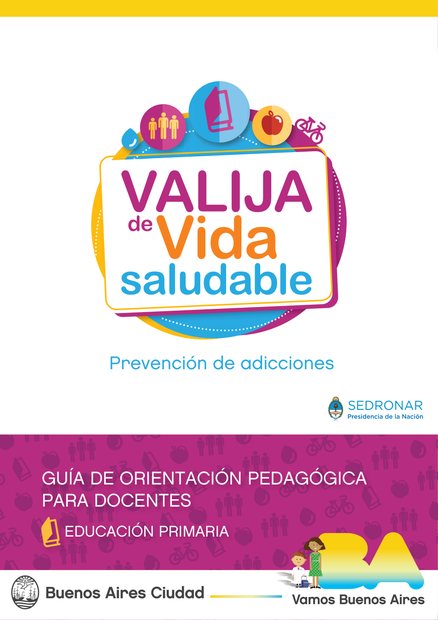 VALIJA
de Vida
saludable
Prevención de adicciones
SEDRONAR
Presidencia de la Nación
GUÍA DE ORIENTACIÓN PEDAGÓGICA
PARA DOCENTES
EDUCACIÓN PRIMARIA
BA
Buenos Aires Ciudad
Vamos Buenos Aires